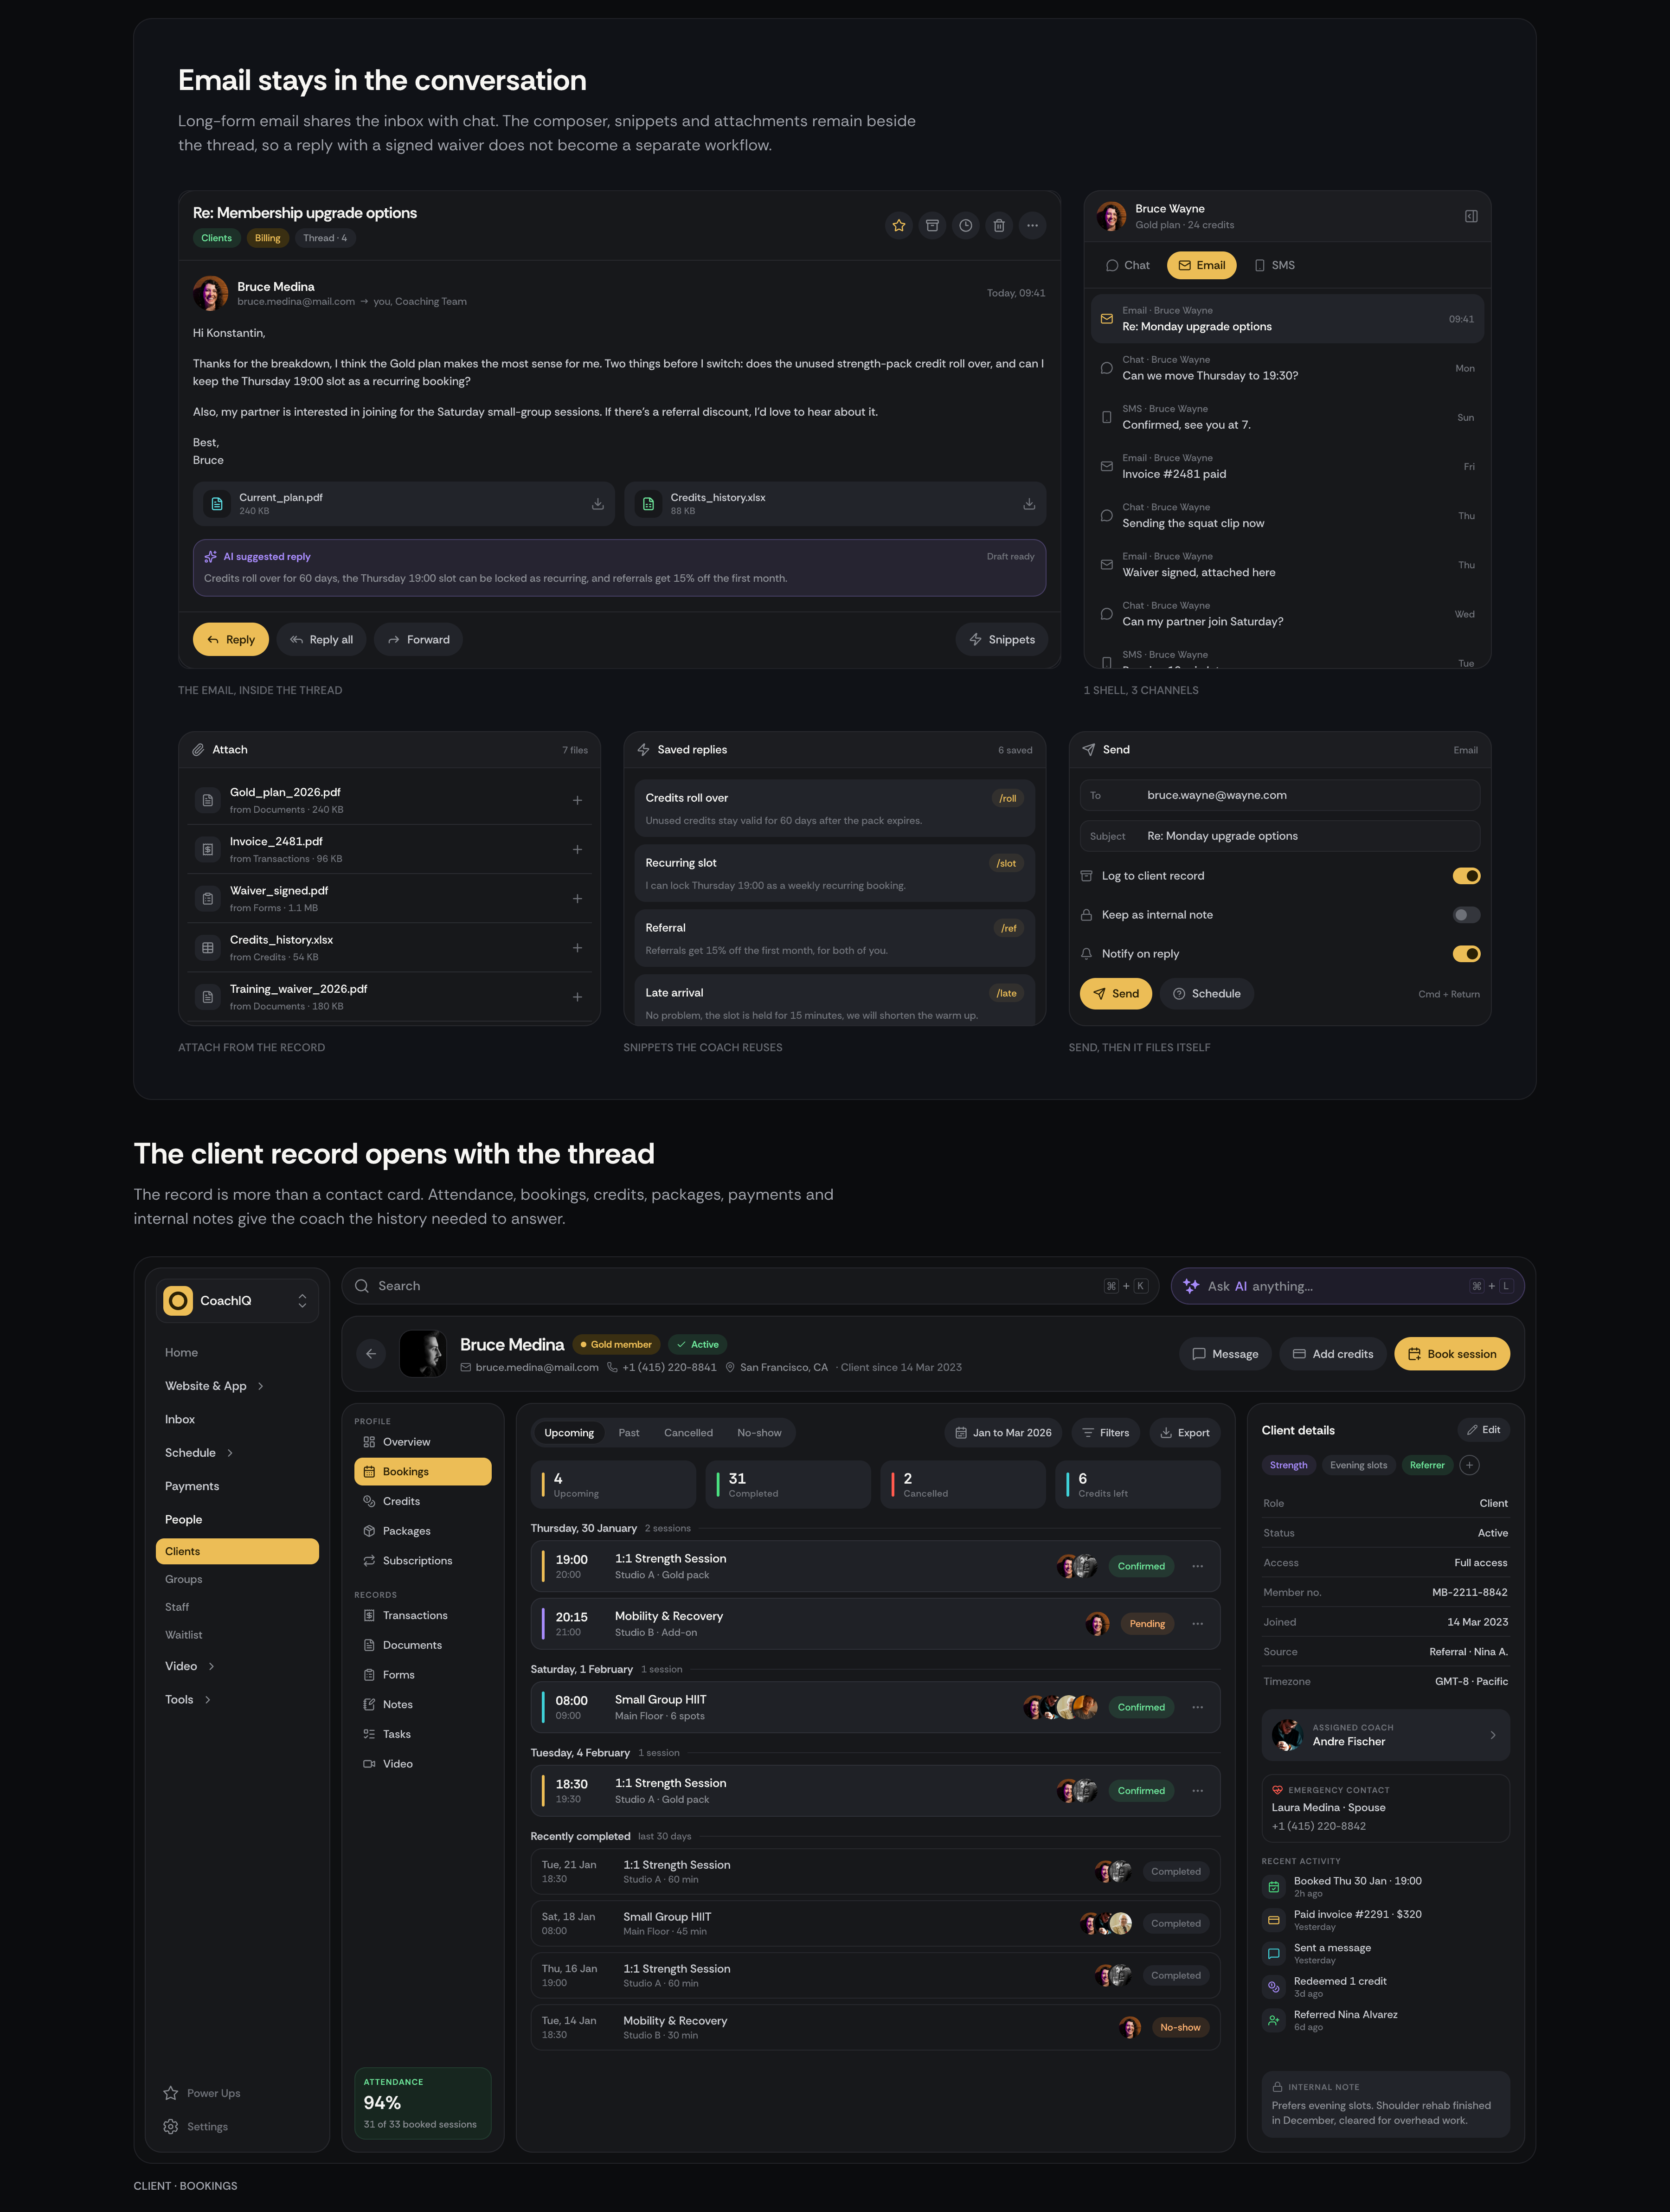 Email stays in the conversation
Long-form email shares the inbox with chat. The composer, snippets and attachments remain beside
the thread, so a reply with a signed waiver does not become a separate workflow.
Re: Membership upgrade options
Clients
Billing
Thread · 4
Bruce Medina
bruce.medina@mail.com → you, Coaching Team
Today, 09:41
Hi Konstantin,
Thanks for the breakdown, I think the Gold plan makes the most sense for me. Two things before I switch: does the unused strength-pack credit roll over, and can I
keep the Thursday 19:00 slot as a recurring booking?
Also, my partner is interested in joining for the Saturday small-group sessions. If there's a referral discount, I'd love to hear about it.
Best,
Bruce
Current_plan.pdf
240 KB
Credits_history.xlsx
88 KB
AI suggested reply
Draft ready
Credits roll over for 60 days, the Thursday 19:00 slot can be locked as recurring, and referrals get 15% off the first month.
Reply
Reply all
Forward
Snippets
THE EMAIL, INSIDE THE THREAD
Bruce Wayne
Gold plan · 24 credits
Chat
Email
SMS
Email · Bruce Wayne
Re: Monday upgrade options
09:41
Chat · Bruce Wayne
Can we move Thursday to 19:30?
Mon
SMS · Bruce Wayne
Confirmed, see you at 7.
Sun
Email · Bruce Wayne
Invoice #2481 paid
Fri
Chat · Bruce Wayne
Sending the squat clip now
Thu
Email · Bruce Wayne
Waiver signed, attached here
Thu
Chat · Bruce Wayne
Can my partner join Saturday?
Wed
SMS · Bruce Wayne
Tue
1 SHELL, 3 CHANNELS
Attach
7 files
Gold_plan_2026.pdf
from Documents · 240 KB
Invoice_2481.pdf
from Transactions · 96 KB
Waiver_signed.pdf
from Forms · 1.1 MB
Credits_history.xlsx
from Credits · 54 KB
Training_waiver_2026.pdf
from Documents · 180 KB
ATTACH FROM THE RECORD
Saved replies
6 saved
Credits roll over
/roll
Unused credits stay valid for 60 days after the pack expires.
Recurring slot
/slot
I can lock Thursday 19:00 as a weekly recurring booking.
Referral
/ref
Referrals get 15% off the first month, for both of you.
Late arrival
/late
No problem, the slot is held for 15 minutes, we will shorten the warm up.
SNIPPETS THE COACH REUSES
Send
Email
To
bruce.wayne@wayne.com
Subject
Re: Monday upgrade options
Log to client record
Keep as internal note
Notify on reply
Send
Schedule
Cmd + Return
SEND, THEN IT FILES ITSELF
The client record opens with the thread
The record is more than a contact card. Attendance, bookings, credits, packages, payments and
internal notes give the coach the history needed to answer.
CoachIQ
Home
Website & App
Inbox
Schedule
Payments
People
Clients
Groups
Staff
Waitlist
Video
Tools
Power Ups
Settings
Search
⌘ + K
Ask AI anything...
⌘ + L
Bruce Medina
Gold member
Active
bruce.medina@mail.com
+1 (415) 220-8841
San Francisco, CA
· Client since 14 Mar 2023
Message
Add credits
Book session
PROFILE
Overview
Bookings
Credits
Packages
Subscriptions
RECORDS
Transactions
Documents
Forms
Notes
Tasks
Video
ATTENDANCE
94%
31 of 33 booked sessions
Upcoming
Past
Cancelled
No-show
Jan to Mar 2026
Filters
Export
4
Upcoming
31
Completed
2
Cancelled
6
Credits left
Thursday, 30 January 2 sessions
19:00
20:00
1:1 Strength Session
Studio A · Gold pack
Confirmed
20:15
21:00
Mobility & Recovery
Studio B · Add-on
Pending
Saturday, 1 February 1 session
08:00
09:00
Small Group HIIT
Main Floor · 6 spots
Confirmed
Tuesday, 4 February 1 session
18:30
19:30
1:1 Strength Session
Studio A · Gold pack
Confirmed
Recently completed last 30 days
Tue, 21 Jan
18:30
1:1 Strength Session
Studio A · 60 min
Completed
Sat, 18 Jan
08:00
Small Group HIIT
Main Floor · 45 min
Completed
Thu, 16 Jan
19:00
1:1 Strength Session
Studio A · 60 min
Completed
Tue, 14 Jan
18:30
Mobility & Recovery
Studio B · 30 min
No-show
Client details
Edit
Strength
Evening slots
Referrer
Role
Client
Status
Active
Access
Full access
Member no.
MB-2211-8842
Joined
14 Mar 2023
Source
Referral · Nina A.
Timezone
GMT-8 · Pacific
ASSIGNED COACH
Andre Fischer
EMERGENCY CONTACT
Laura Medina · Spouse
+1 (415) 220-8842
RECENT ACTIVITY
Booked Thu 30 Jan · 19:00
2h ago
Paid invoice #2291 · $320
Yesterday
Sent a message
Yesterday
Redeemed 1 credit
3d ago
Referred Nina Alvarez
6d ago
INTERNAL NOTE
Prefers evening slots. Shoulder rehab finished
in December, cleared for overhead work.
CLIENT · BOOKINGS